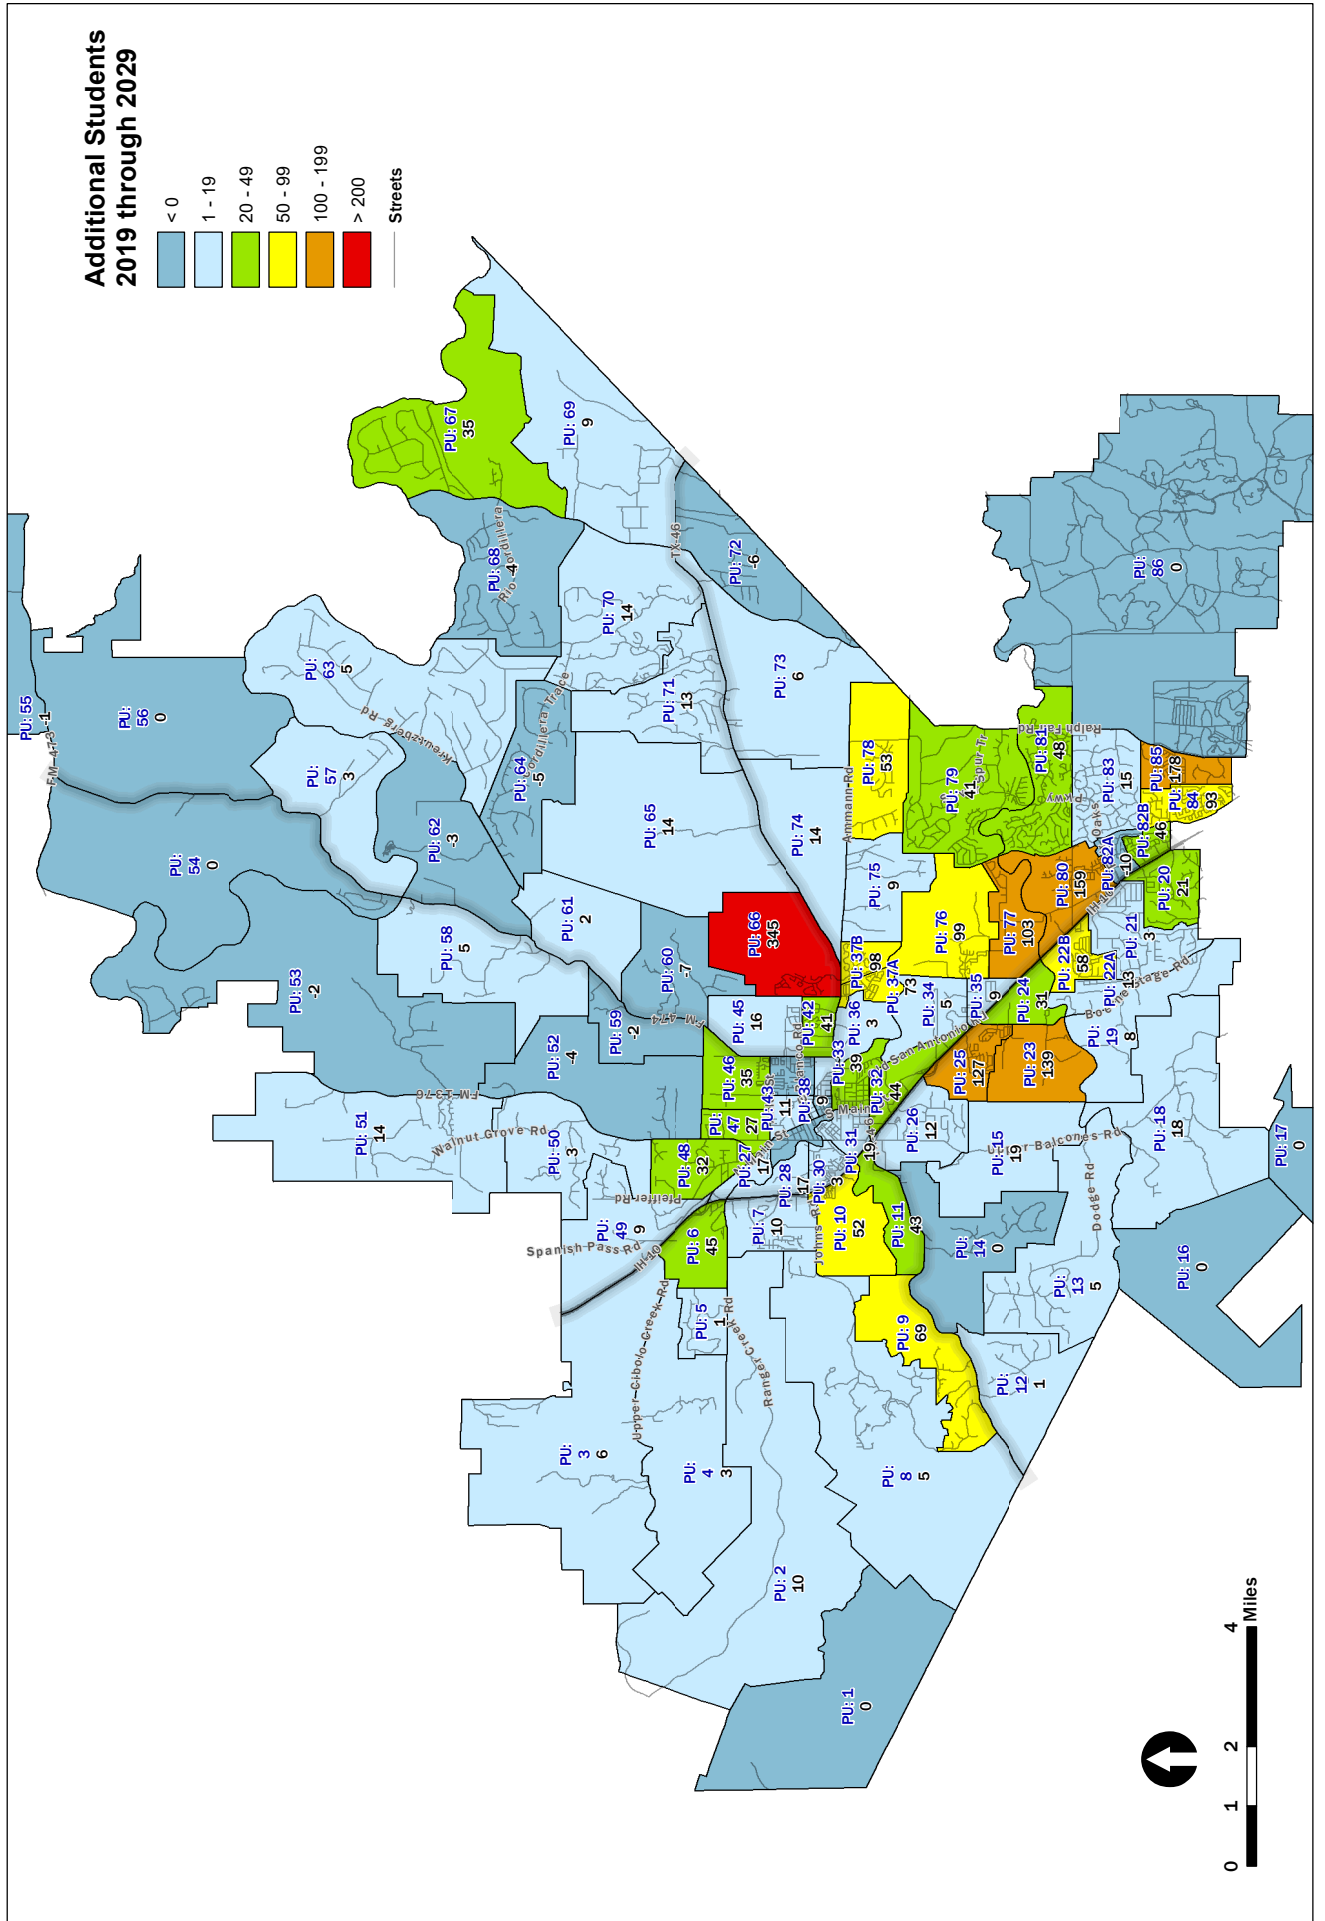 Additional Students
2019 through 2029
< 0
1 - 19
20 - 49
50 - 99
100 - 199
> 200
Streets
PU: 55
-1
FM-473
PU:
56
0
PU:
54
0
PU:
57
3
PU:
63
5
Kreutzberg Rd
PU: 62
-3
PU: 64
-5
Cordillera Trace
PU: 68
-4
PU: 67
35
PU: 69
9
PU: 70
14
PU: 71
13
TX-46
PU: 72
-6
PU: 73
6
PU: 53
-2
PU: 58
5
PU: 61
2
PU: 65
14
PU: 74
14
PU: 60
-7
PU: 66
345
PU: 59
-2
FM 474
PU: 52
-4
FM 1376
PU: 51
14
Walnut Grove Rd
PU: 50
3
PU:
49
9
Pfeiffer Rd
Spanish Pass Rd
IH-10
PU: 48
32
PU:
47
27
PU: 46
35
PU: 45
16
PU: 42
41
PU: 43
11
PU: 38
9
PU: 27
17
PU: 28
17
PU: 30
3
PU: 31
19
PU: 32
44
PU: 33
39
PU: 36
3
PU: 37B
98
PU: 37A
73
PU: 34
5
PU: 35
9
PU: 75
9
PU: 76
99
PU: 77
103
PU: 78
53
Ammann-Rd
PU: 79
41
Spur Tr
PU: 81
48
Ralph Fair Rd
Pkwy
PU: 80
159
PU: 83
15
Oaks
PU: 85
178
PU:
84
93
PU: 82B
46
PU: 82A
-10
PU: 20
21
PU: 21
3
PU: 22A
13
PU: 22B
58
PU: 24
31
PU: 23
139
PU: 25
127
PU: 26
12
PU: 15
19
PU:
19
8
Boerne Stage-Rd
PU: 18
18
PU: 17
0
PU: 16
0
PU:
86
0
PU:
13
5
Dodge Rd
PU:
14
0
PU: 11
43
PU: 10
52
PU: 9
69
PU:
12
1
PU: 7
10
PU: 6
45
PU: 5
1
Upper-Cibolo-Creek-Rd
Ranger Creek Rd
PU:
3
6
PU:
4
3
PU: 2
10
PU:
8
5
PU: 1
0
0
1
2
4
Miles